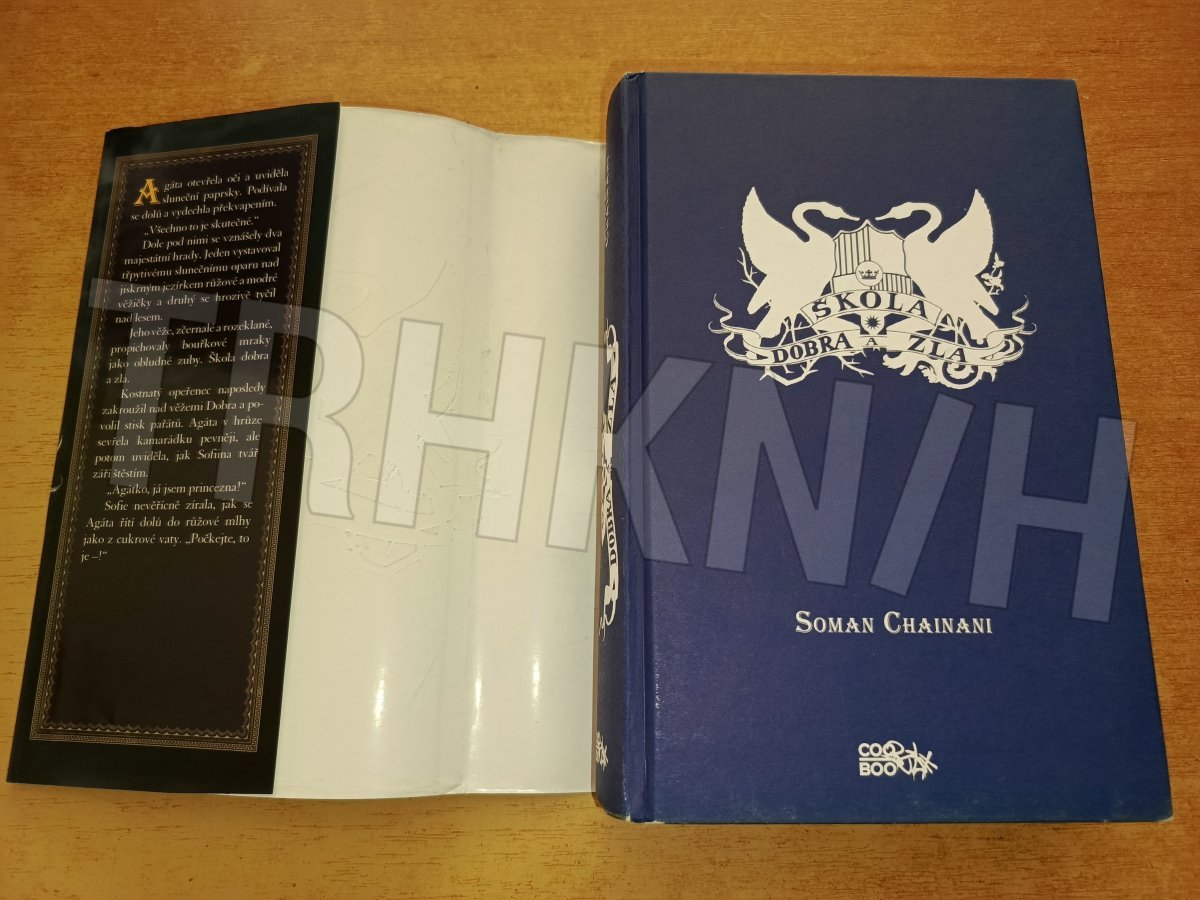 Agáta otevřela oči a uviděla
sluneční paprsky. Podívala
se dolů a vydechla překvapením.
„Všechno to je skutečné.“
Dole pod nimi se vznášely dva
majestátní hrady. Jeden vystavoval
třpytivému slunečnímu oparu nad
jiskrným jezírkem růžové a modré
věžičky a druhý se hrozivě tyčil
nad lesem.
Jeho věže, zčernalé a rozeklané,
propichovaly bouřkové mraky
jako obludné zuby. Škola dobra
a zla.
Kostnatý opeřenec naposledy
zakroužil nad věžemi Dobra a po-
volil stisk pařátů. Agáta v hrůze
sevřela kamarádku pevněji, ale
potom uviděla, jak Sofiina tvář
září štěstím.
„Agátko, já jsem princezna!“
Sofie nevěřícně zírala, jak se
Agáta řítí dolů do růžové mlhy
jako z cukrové vaty. „Počkejte, to
je –!“
DOBRA A ZLA
ŠKOLA
DOBRA A ZLA
SOMAN CHAINANI
COO
BOO
TRHKN/H